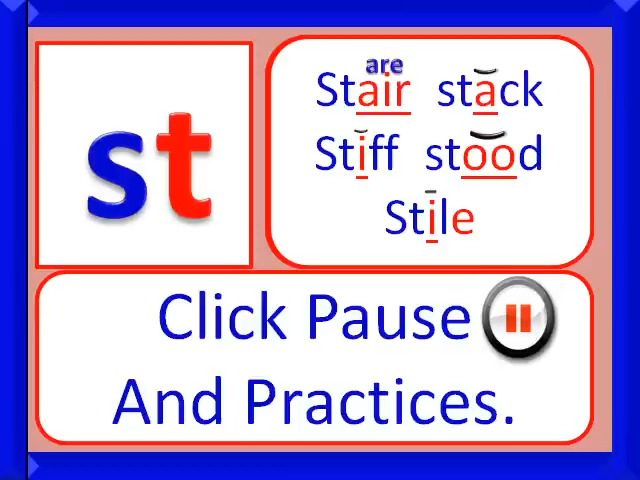 st
are
Stair stack
Stiff stood
Stile
Click Pause
And Practices.